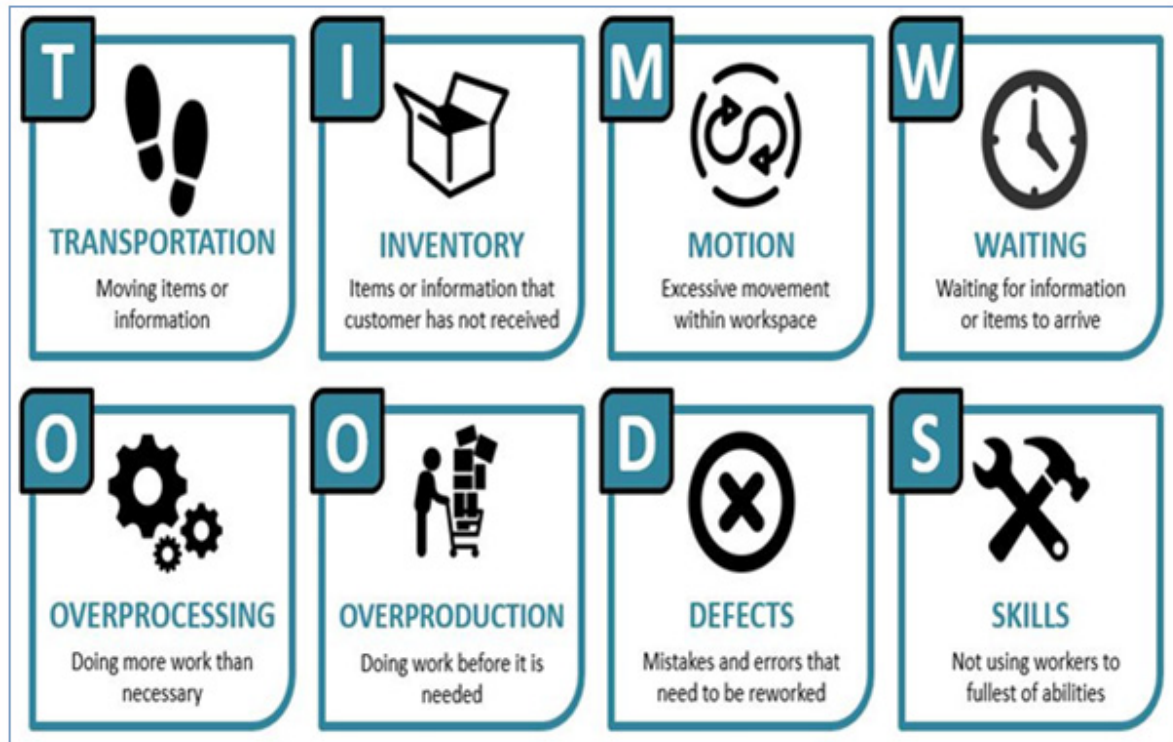 T
TRANSPORTATION
Moving items or
information
I
INVENTORY
Items or information that
customer has not received
M
MOTION
Excessive movement
within workspace
W
WAITING
Waiting for information
or items to arrive
O
OVERPROCESSING
Doing more work than
necessary
O
OVERPRODUCTION
Doing work before it is
needed
D
DEFECTS
Mistakes and errors that
need to be reworked
S
SKILLS
Not using workers to
fullest of abilities